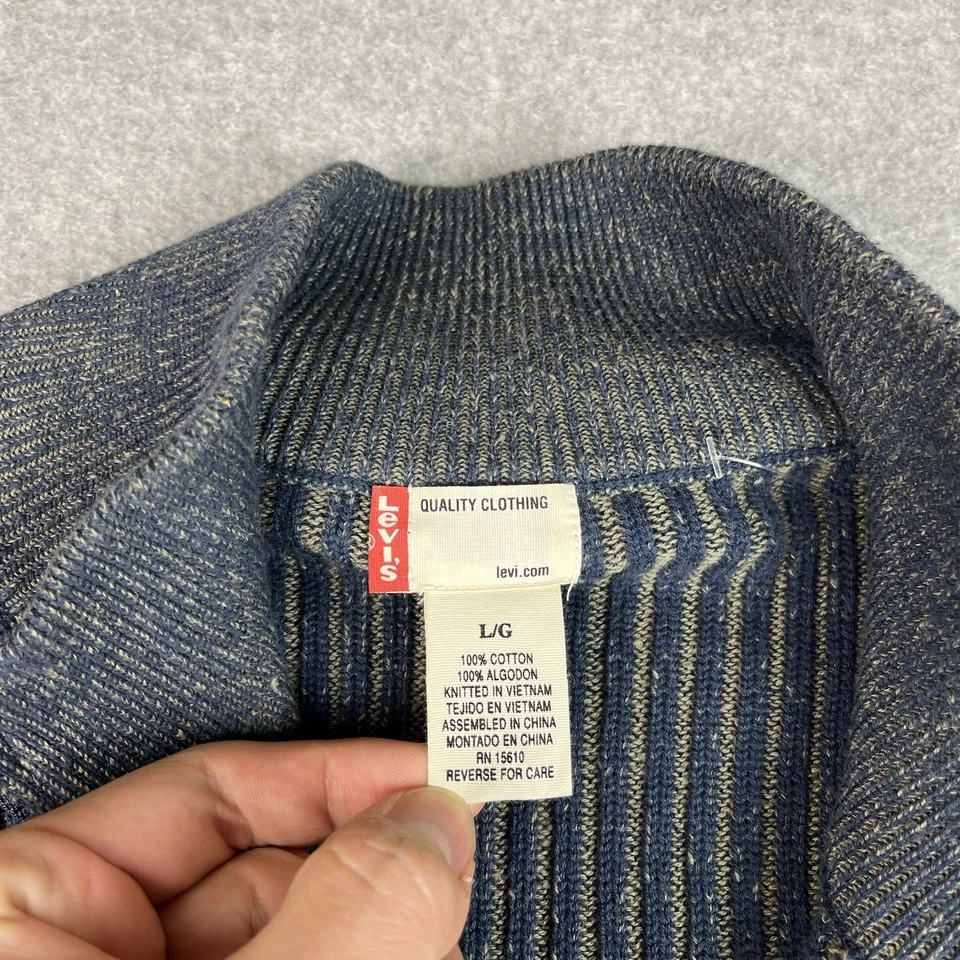 LeVI'S
®
QUALITY CLOTHING
levi.com
L/G
100% COTTON
100% ALGODON
KNITTED IN VIETNAM
TEJIDO EN VIETNAM
ASSEMBLED IN CHINA
MONTADO EN CHINA
RN 15610
REVERSE FOR CARE